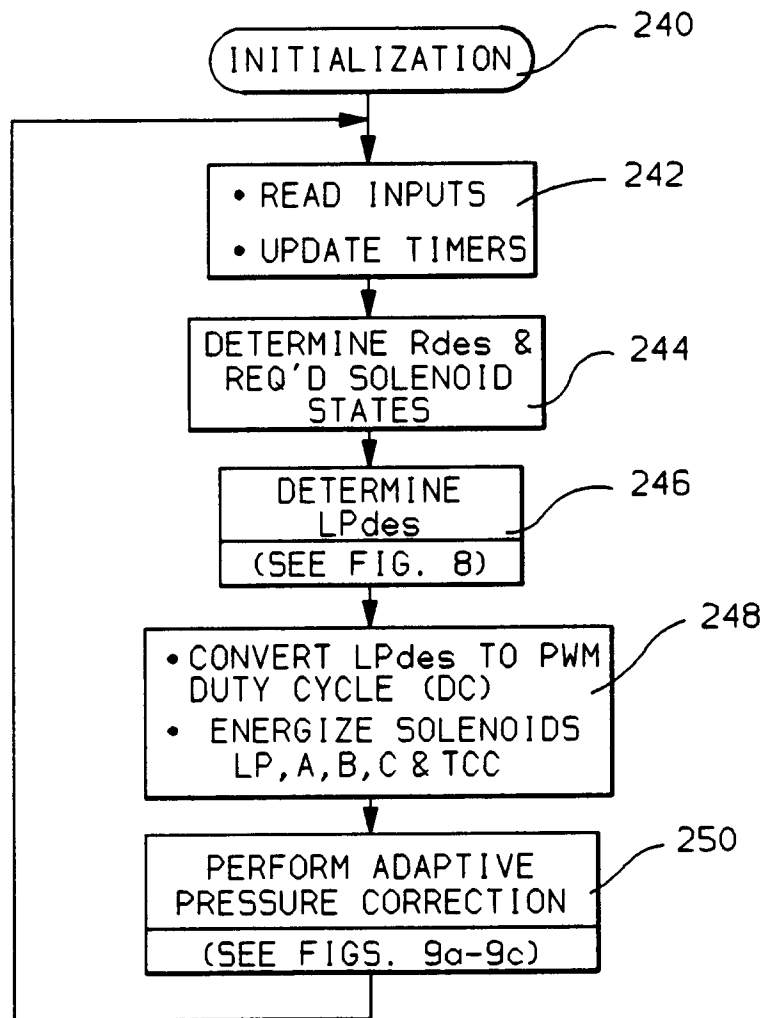 INITIALIZATION
240
• READ INPUTS
• UPDATE TIMERS
242
DETERMINE Rdes &
REQ'D SOLENOID
STATES
244
DETERMINE
LPdes
(SEE FIG. 8)
246
• CONVERT LPdes TO PWM
DUTY CYCLE (DC)
• ENERGIZE SOLENOIDS
LP, A, B, C & TCC
248
PERFORM ADAPTIVE
PRESSURE CORRECTION
(SEE FIGS. 9a-9c)
250